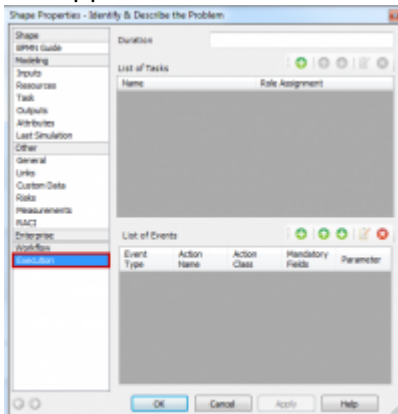 Shape Properties - Identify & Describe the Problem
Shape
BPMN Guide
Modeling
Inputs
Resources
Task
Outputs
Attributes
Last Simulation
Other
General
Links
Custom Data
Risks
Measurements
RACI
Enterprise
Workflow
Execution
Duration
List of Tasks
Name Role Assignment
List of Events
Event Type Action Name Action Class Mandatory Fields Parameter
OK Cancel Apply Help